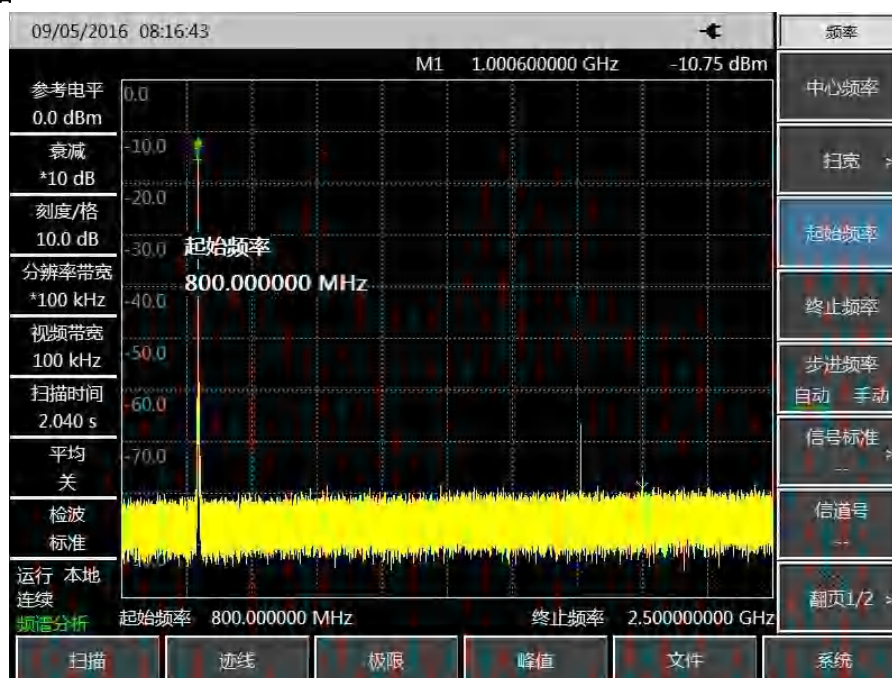 09/05/2016 08:16:43
频率
M1 1.000600000 GHz -10.75 dBm
参考电平
0.0 dBm
衰减
*10 dB
刻度/格
10.0 dB
分辨率带宽
*100 kHz
视频带宽
100 kHz
扫描时间
2.040 s
平均
关
检波
标准
运行 本地
连续
频谱分析
0.0
-10.0
-20.0
-30.0
-40.0
-50.0
-60.0
-70.0
起始频率
800.000000 MHz
起始频率 800.000000 MHz
终止频率 2.500000000 GHz
中心频率
扫宽
起始频率
终止频率
步进频率
自动 手动
信号标准
--
信道号
--
翻页1/2
扫描
迹线
极限
峰值
文件
系统